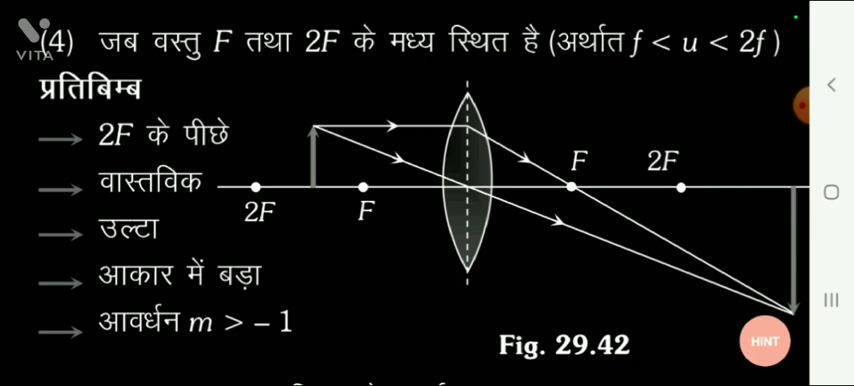 (4) जब वस्तु F तथा 2F के मध्य स्थित है (अर्थात f < u < 2f )
VITA
प्रतिबिम्ब
2F के पीछे
F 2F
वास्तविक
2F F
उल्टा
आकार में बड़ा
आवर्धन m > – 1
Fig. 29.42
HINT